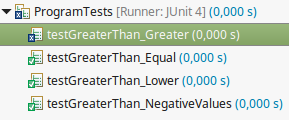 ProgramTests [Runner: JUnit 4] (0,000 s)
testGreaterThan_Greater (0,000 s)
testGreaterThan_Equal (0,000 s)
testGreaterThan_Lower (0,000 s)
testGreaterThan_NegativeValues (0,000 s)